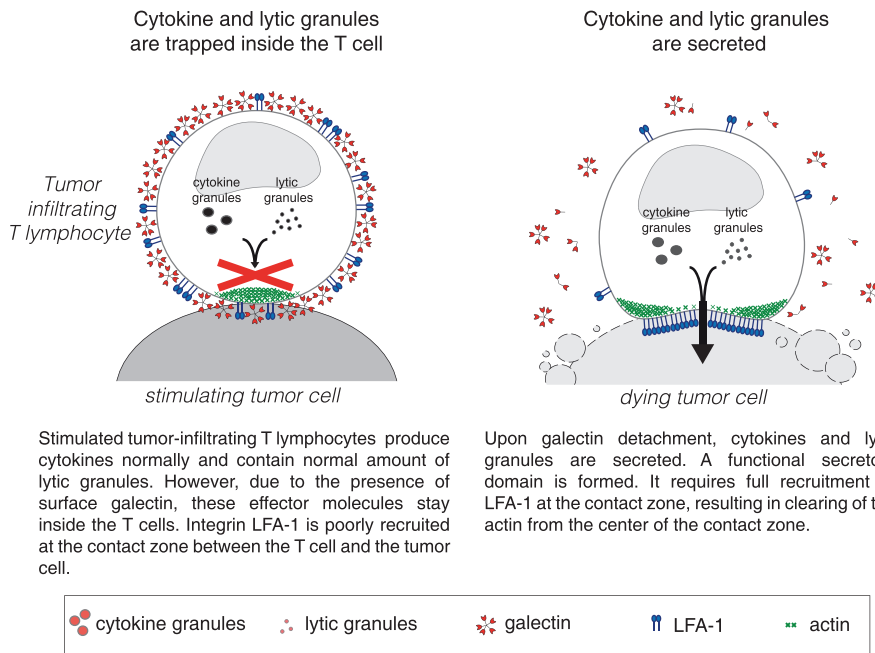 Cytokine and lytic granules
are trapped inside the T cell
Cytokine and lytic granules
are secreted
Tumor
infiltrating
T lymphocyte
cytokine
granules
lytic
granules
cytokine
granules
lytic
granules
stimulating tumor cell
dying tumor cell
Stimulated tumor-infiltrating T lymphocytes produce
cytokines normally and contain normal amount of
lytic granules. However, due to the presence of
surface galectin, these effector molecules stay
inside the T cells. Integrin LFA-1 is poorly recruited
at the contact zone between the T cell and the tumor
cell.
Upon galectin detachment, cytokines and
granules are secreted. A functional
domain is formed. It requires full recruitment
LFA-1 at the contact zone, resulting in clearing of
actin from the center of the contact zone.
cytokine granules
lytic granules
galectin
LFA-1
actin